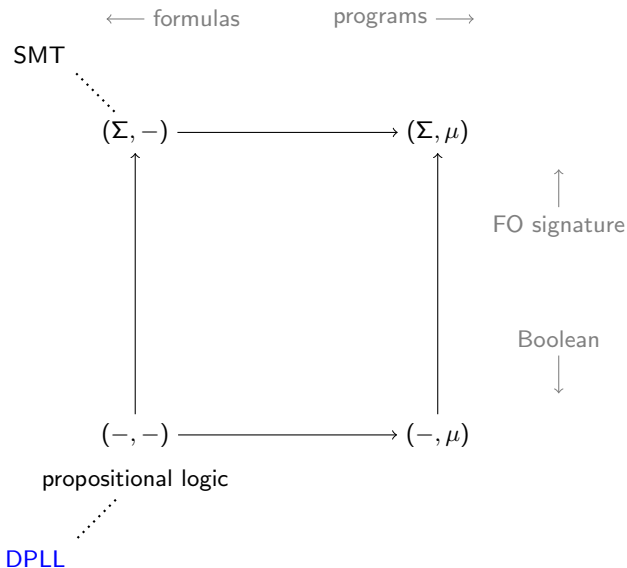 formulas programs
SMT
(Σ, −) (Σ, μ)
FO signature
Boolean
(−, −) (−, μ)
propositional logic
DPLL